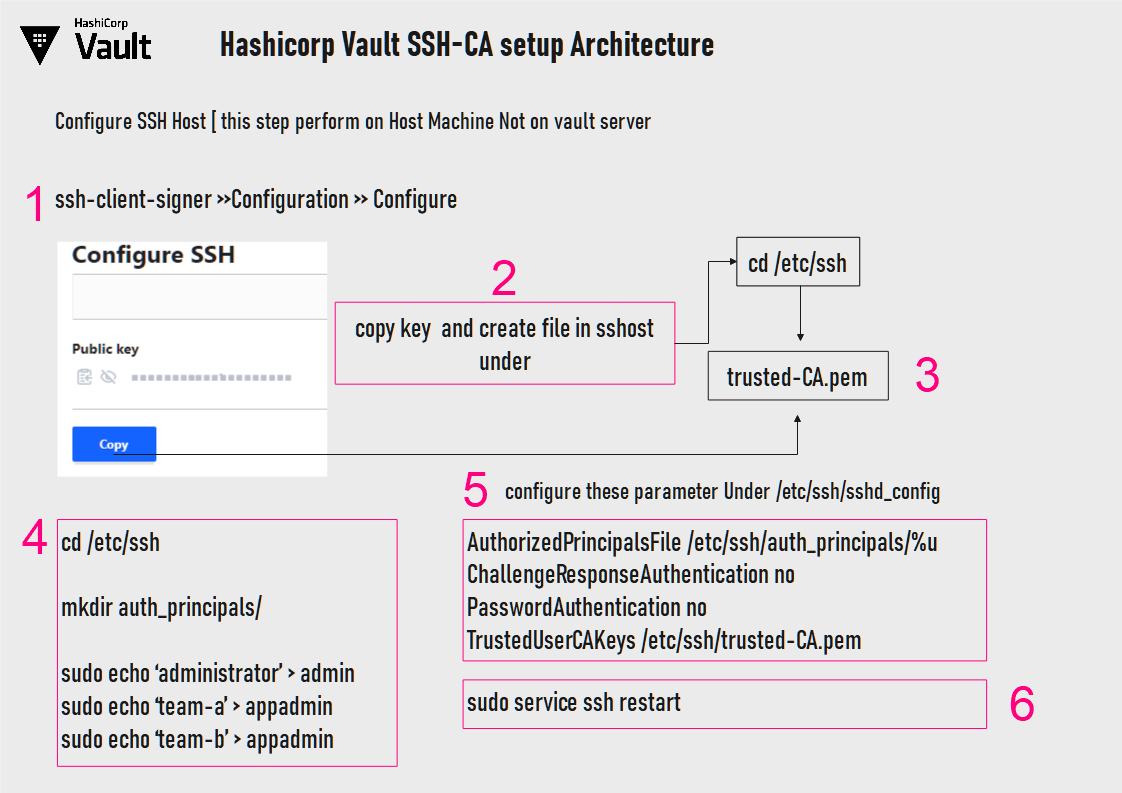 HashiCorp
Vault
Hashicorp Vault SSH-CA setup Architecture
Configure SSH Host [ this step perform on Host Machine Not on vault server
1
ssh-client-signer >>Configuration >> Configure
Configure SSH
Public key
Copy
2
copy key  and create file in sshost
under
cd /etc/ssh
trusted-CA.pem
3
4
cd /etc/ssh
mkdir auth_principals/
sudo echo ‘administrator’ > admin
sudo echo ‘team-a’ > appadmin
sudo echo ‘team-b’ > appadmin
5
configure these parameter Under /etc/ssh/sshd_config
AuthorizedPrincipalsFile /etc/ssh/auth_principals/%u
ChallengeResponseAuthentication no
PasswordAuthentication no
TrustedUserCAKeys /etc/ssh/trusted-CA.pem
sudo service ssh restart
6